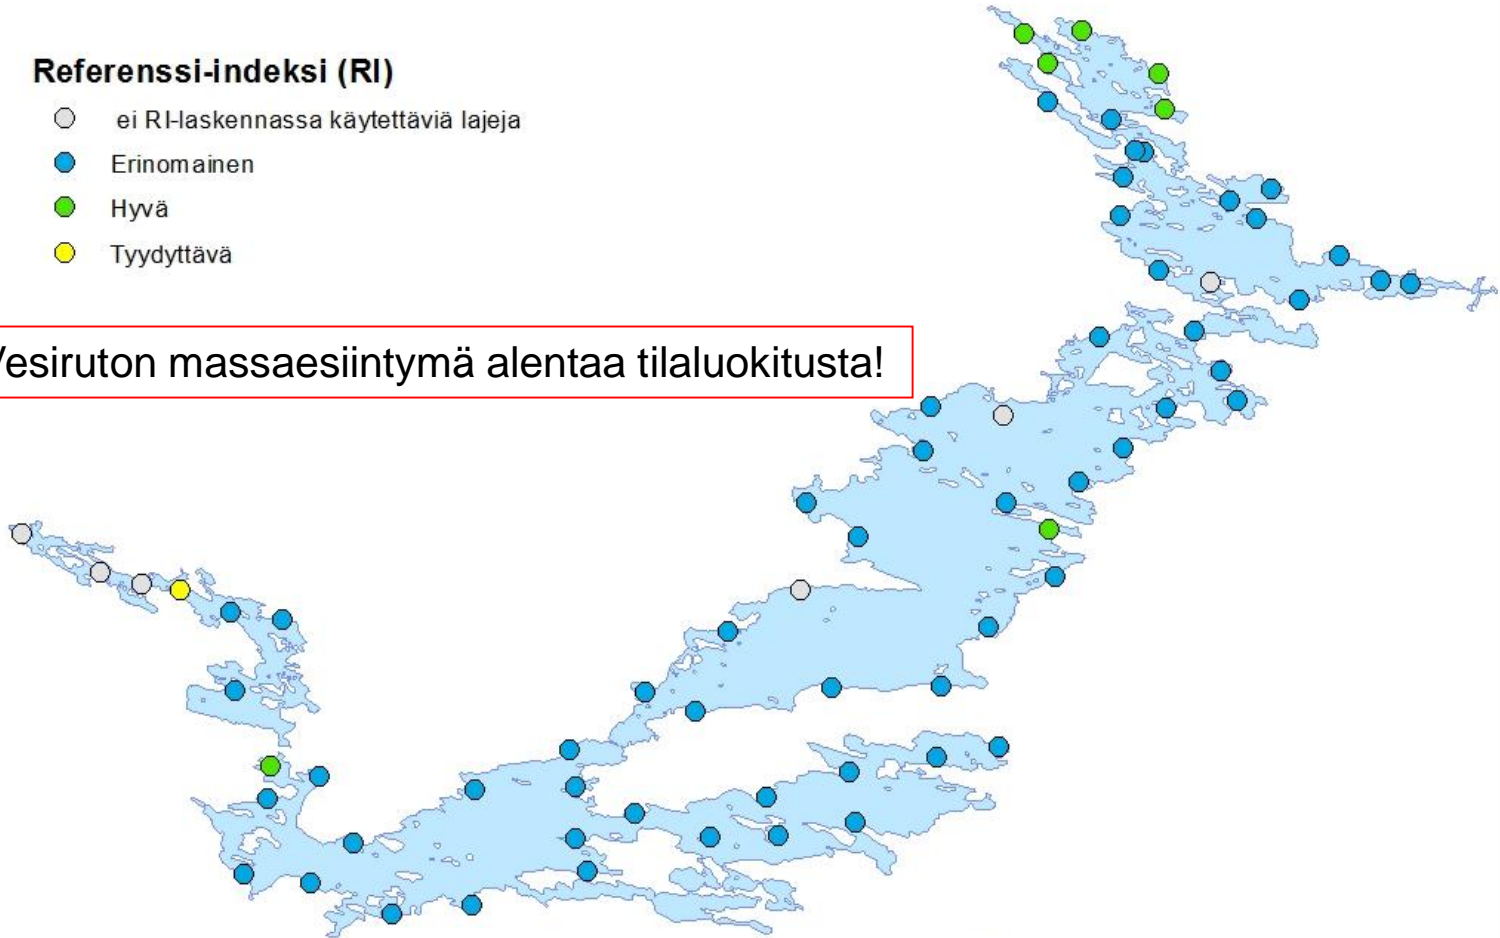 Referenssi-indeksi (RI)
ei RI-laskennassa käytettäviä lajeja
Erinomainen
Hyvä
Tyydyttävä
Vesiruton massaesiintymä alentaa tilaluokitusta!